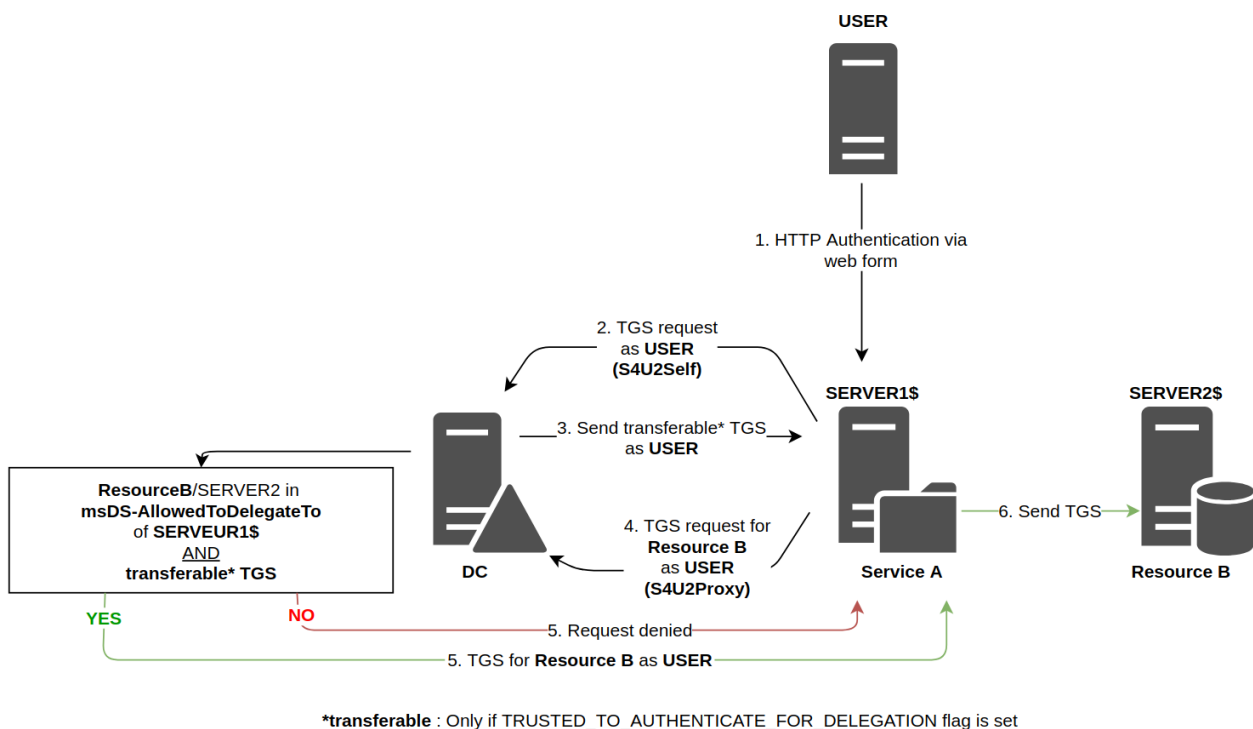 USER
1. HTTP Authentication via
web form
2. TGS request
as USER
(S4U2Self)
SERVER1$
SERVER2$
3. Send transferable* TGS
as USER
ResourceB/SERVER2 in
msDS-AllowedToDelegateTo
of SERVEUR1$
AND
transferable* TGS
4. TGS request for
Resource B
as USER
(S4U2Proxy)
6. Send TGS
DC
Service A
Resource B
YES
NO
5. Request denied
5. TGS for Resource B as USER
*transferable : Only if TRUSTED_TO_AUTHENTICATE_FOR_DELEGATION flag is set